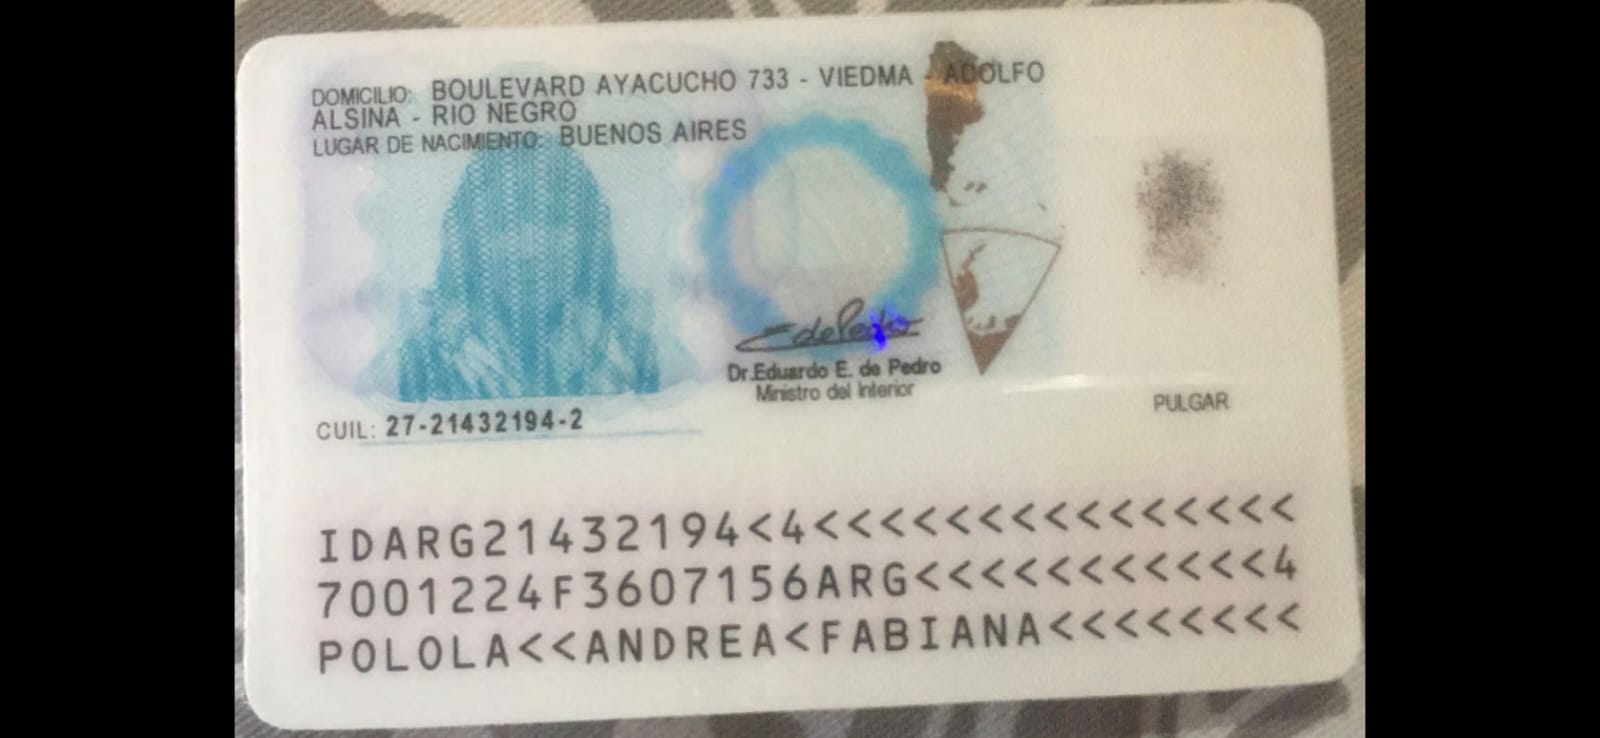 DOMICILIO: BOULEVARD AYACUCHO 733 - VIEDMA - ADOLFO
ALSINA - RIO NEGRO
LUGAR DE NACIMIENTO: BUENOS AIRES
Dr.Eduardo E. de Pedro
Ministro del Interior
PULGAR
CUIL: 27-21432194-2
IDARG21432194<4<<<<<<<<<<<<<<<
7001224F3607156ARG<<<<<<<<<<<4
POLOLA<<ANDREA<FABIANA<<<<<<<<